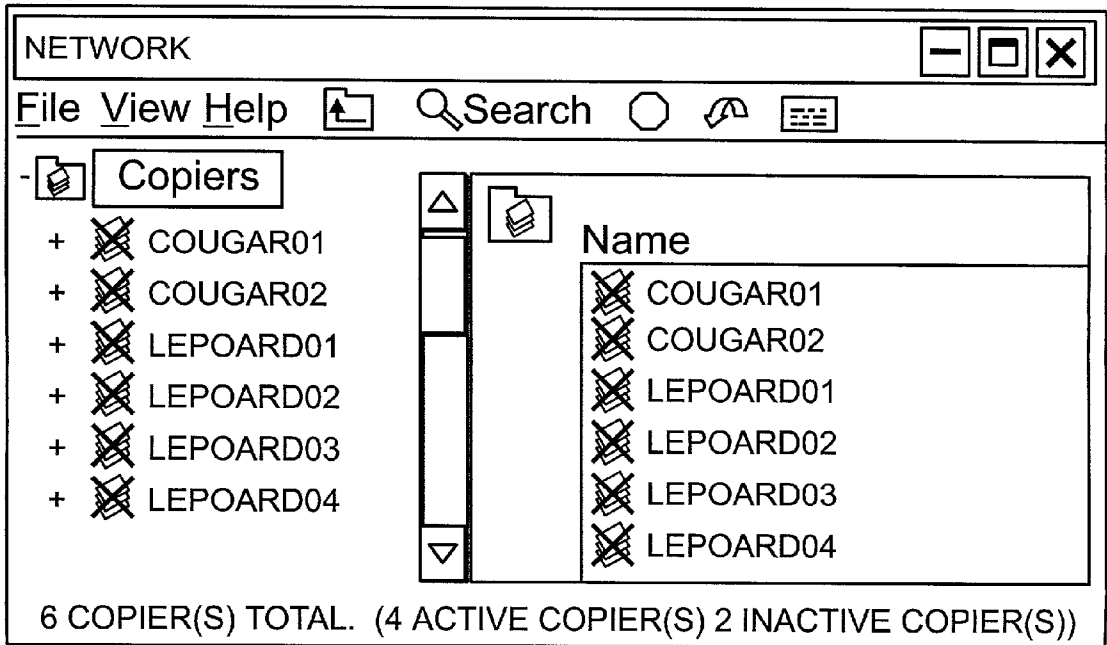 NETWORK
File View Help Search
- Copiers
+ COUGAR01
+ COUGAR02
+ LEPOARD01
+ LEPOARD02
+ LEPOARD03
+ LEPOARD04
Name
COUGAR01
COUGAR02
LEPOARD01
LEPOARD02
LEPOARD03
LEPOARD04
6 COPIER(S) TOTAL. (4 ACTIVE COPIER(S) 2 INACTIVE COPIER(S))